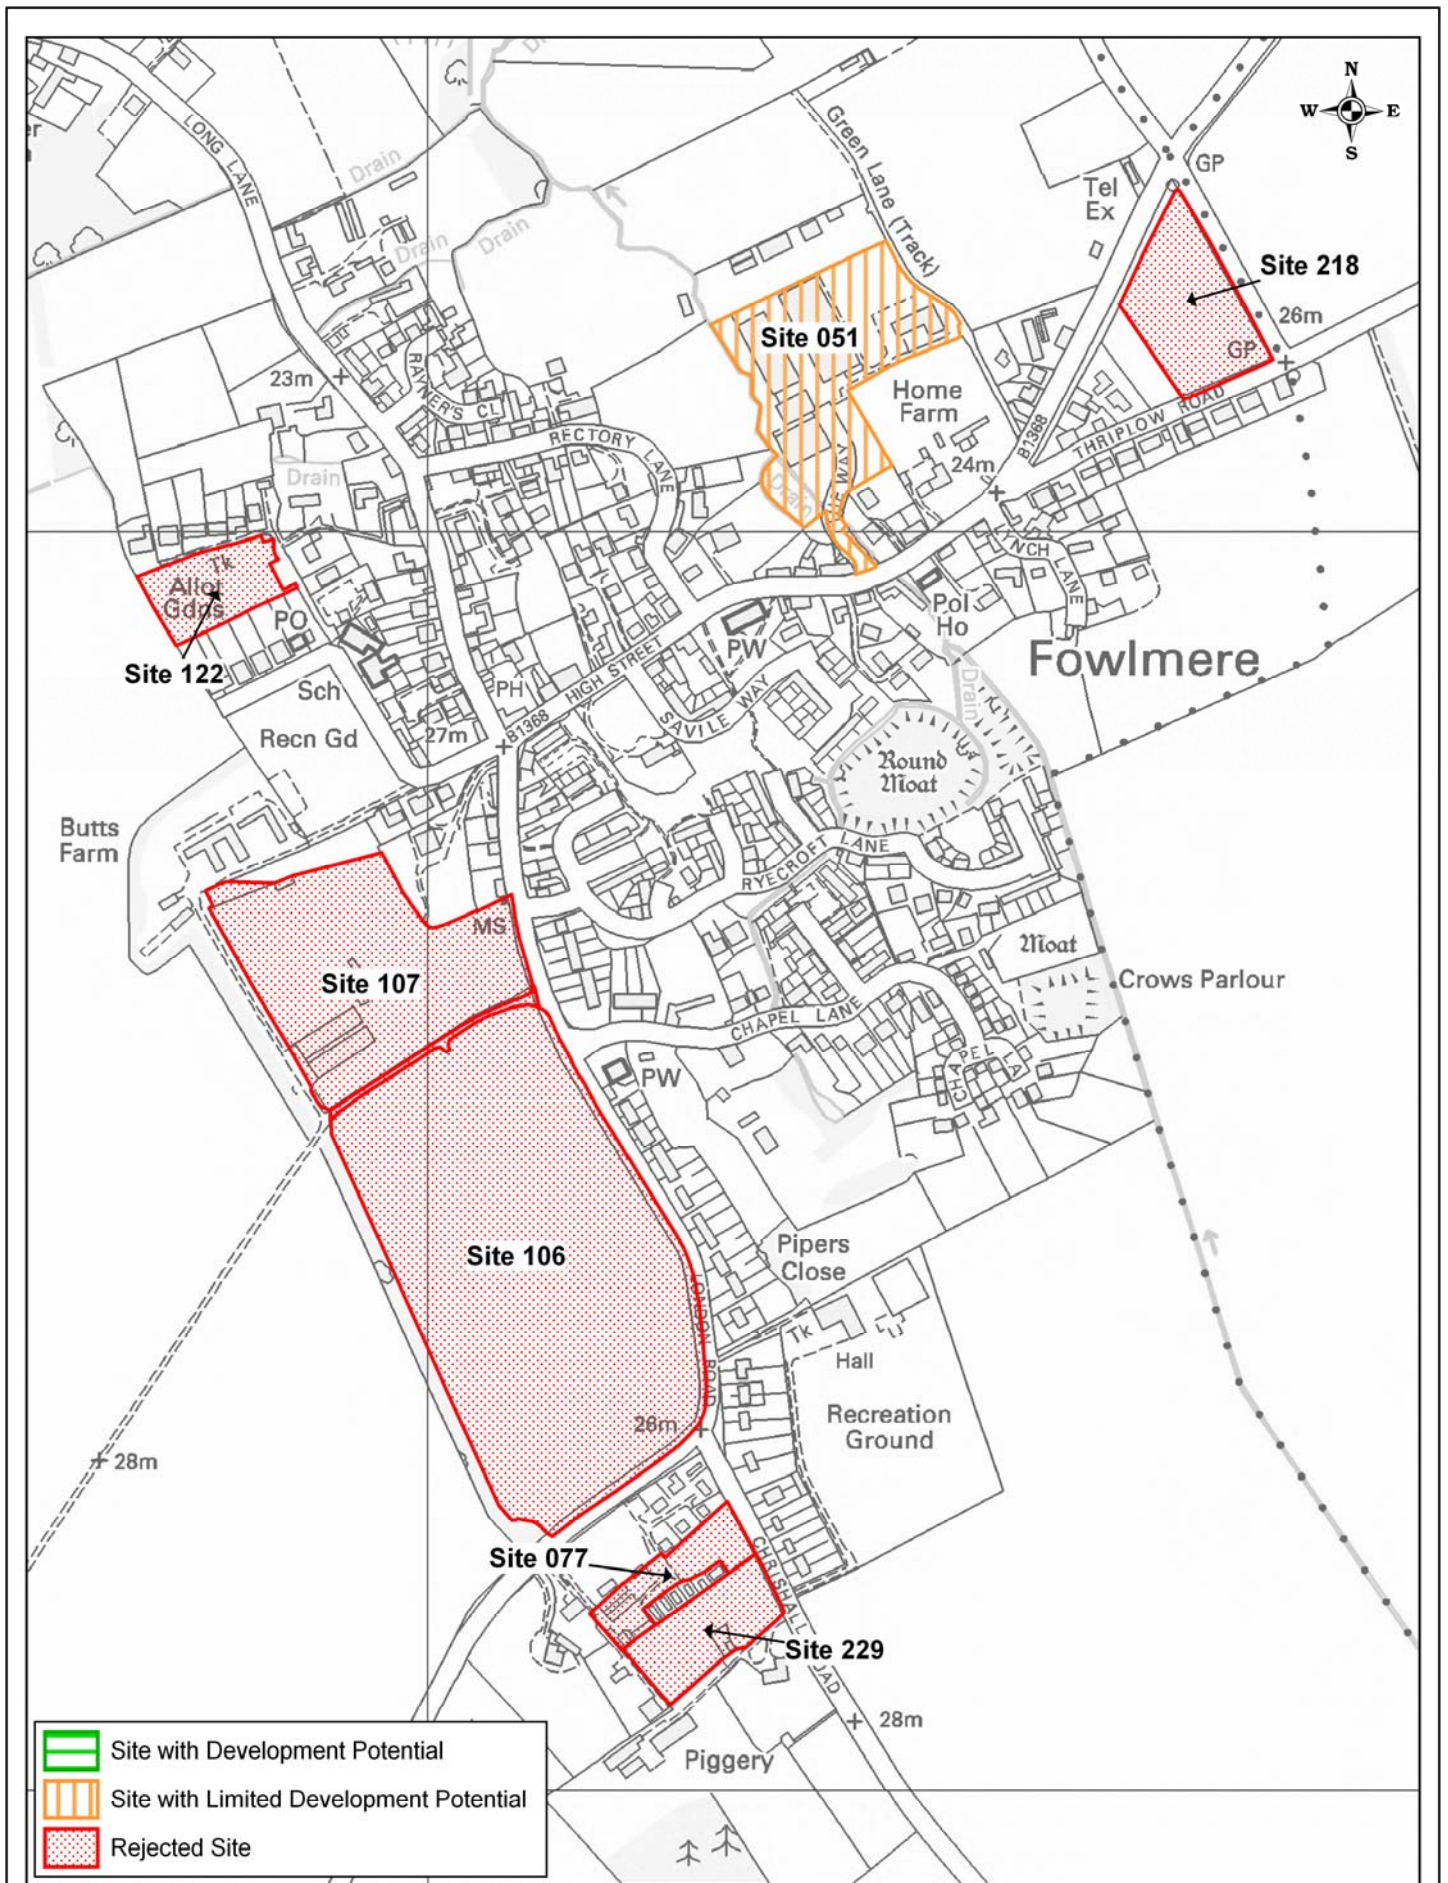 N
W E
S
LONG LANE
Drain
Green Lane (Track)
GP
Tel
Ex
Drain
Drain
Site 218
26m
Site 051
GP
23m
RAYNER'S CL
Home
Farm
B1368
THRIPLOW ROAD
RECTORY LANE
24m
Drain
Drain
LYNCH LANE
Tk
Allot
Gdns
PO
Pol
Ho
Site 122
PW
Fowlmere
Sch
PH
HIGH STREET
Drain
SAVILE WAY
Recn Gd
27m
B1368
Round
Moat
Butts
Farm
RYECROFT LANE
MS
Moat
Site 107
Crows Parlour
CHAPEL LANE
CHAPEL LA
PW
Site 106
Pipers
Close
LONDON ROAD
Tk
Hall
Recreation
Ground
26m
28m
Site 077
CHRISHALL ROAD
Site 229
28m
Piggery
Site with Development Potential
Site with Limited Development Potential
Rejected Site